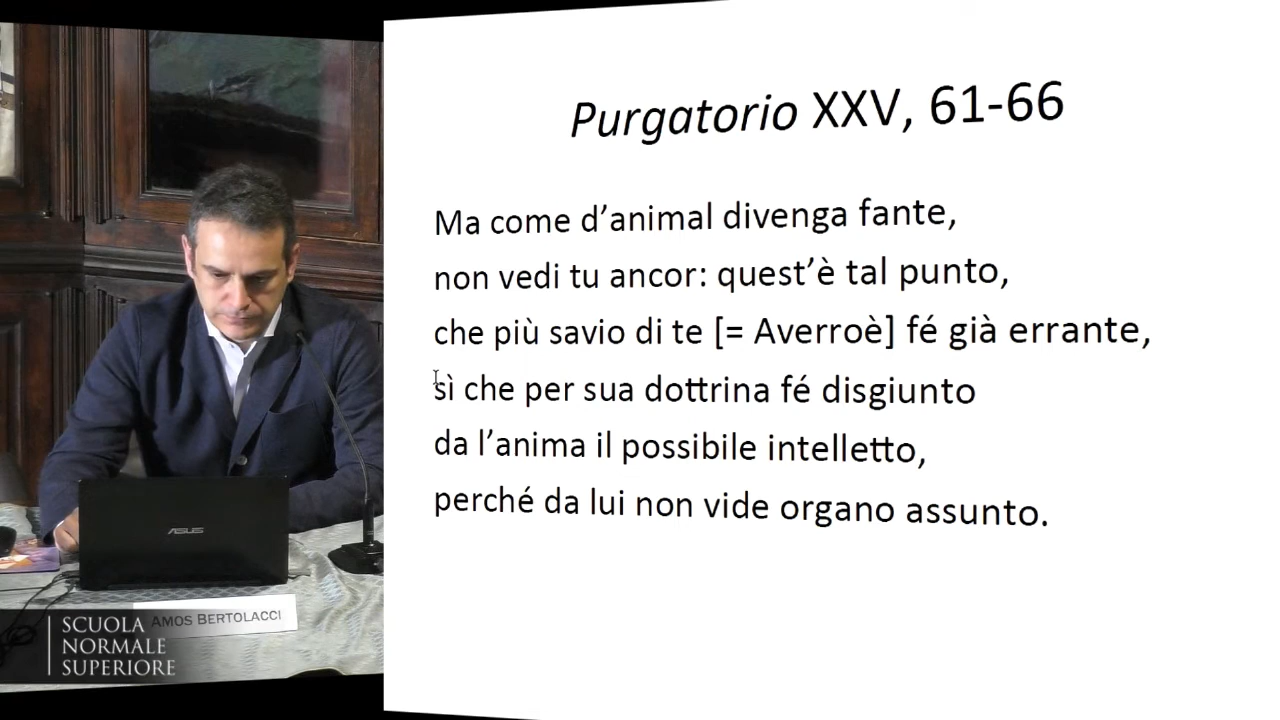 Purgatorio XXV, 61-66
Ma come d’animal divenga fante,
non vedi tu ancor: quest’è tal punto,
che più savio di te [= Averroè] fé già errante,
sì che per sua dottrina fé disgiunto
da l’anima il possibile intelletto,
perché da lui non vide organo assunto.
ASUS
AMOS BERTOLACCI
SCUOLA
NORMALE
SUPERIORE